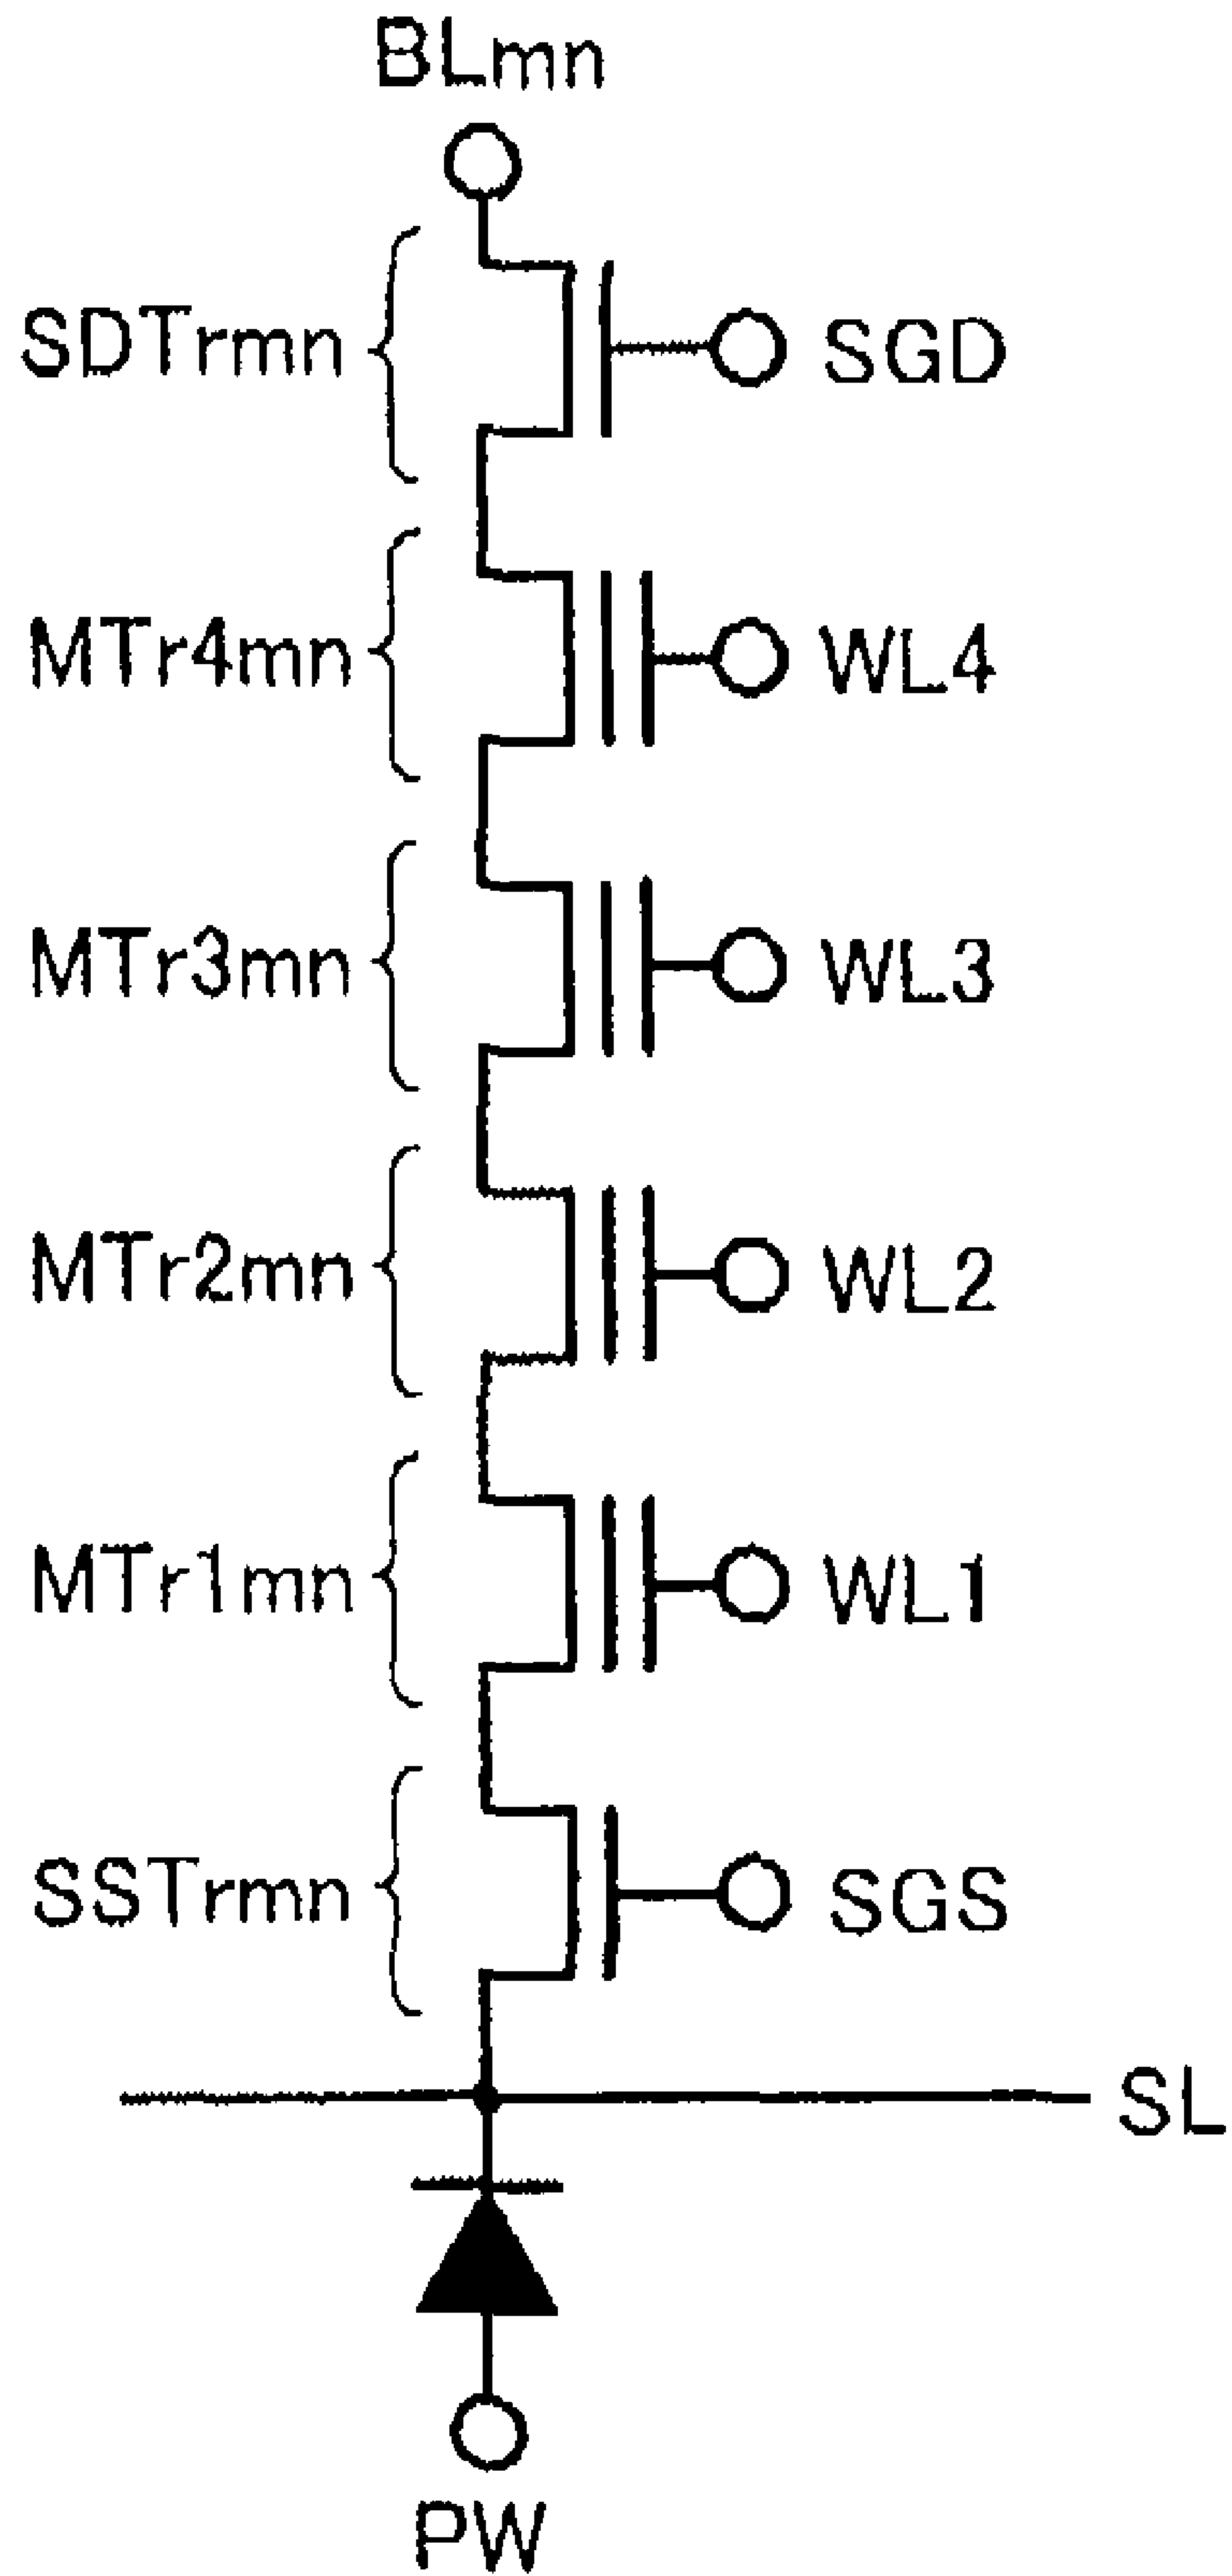 BLmn
SDTrmn SGD
MTr4mn WL4
MTr3mn WL3
MTr2mn WL2
MTr1mn WL1
SSTrmn SGS
SL
PW